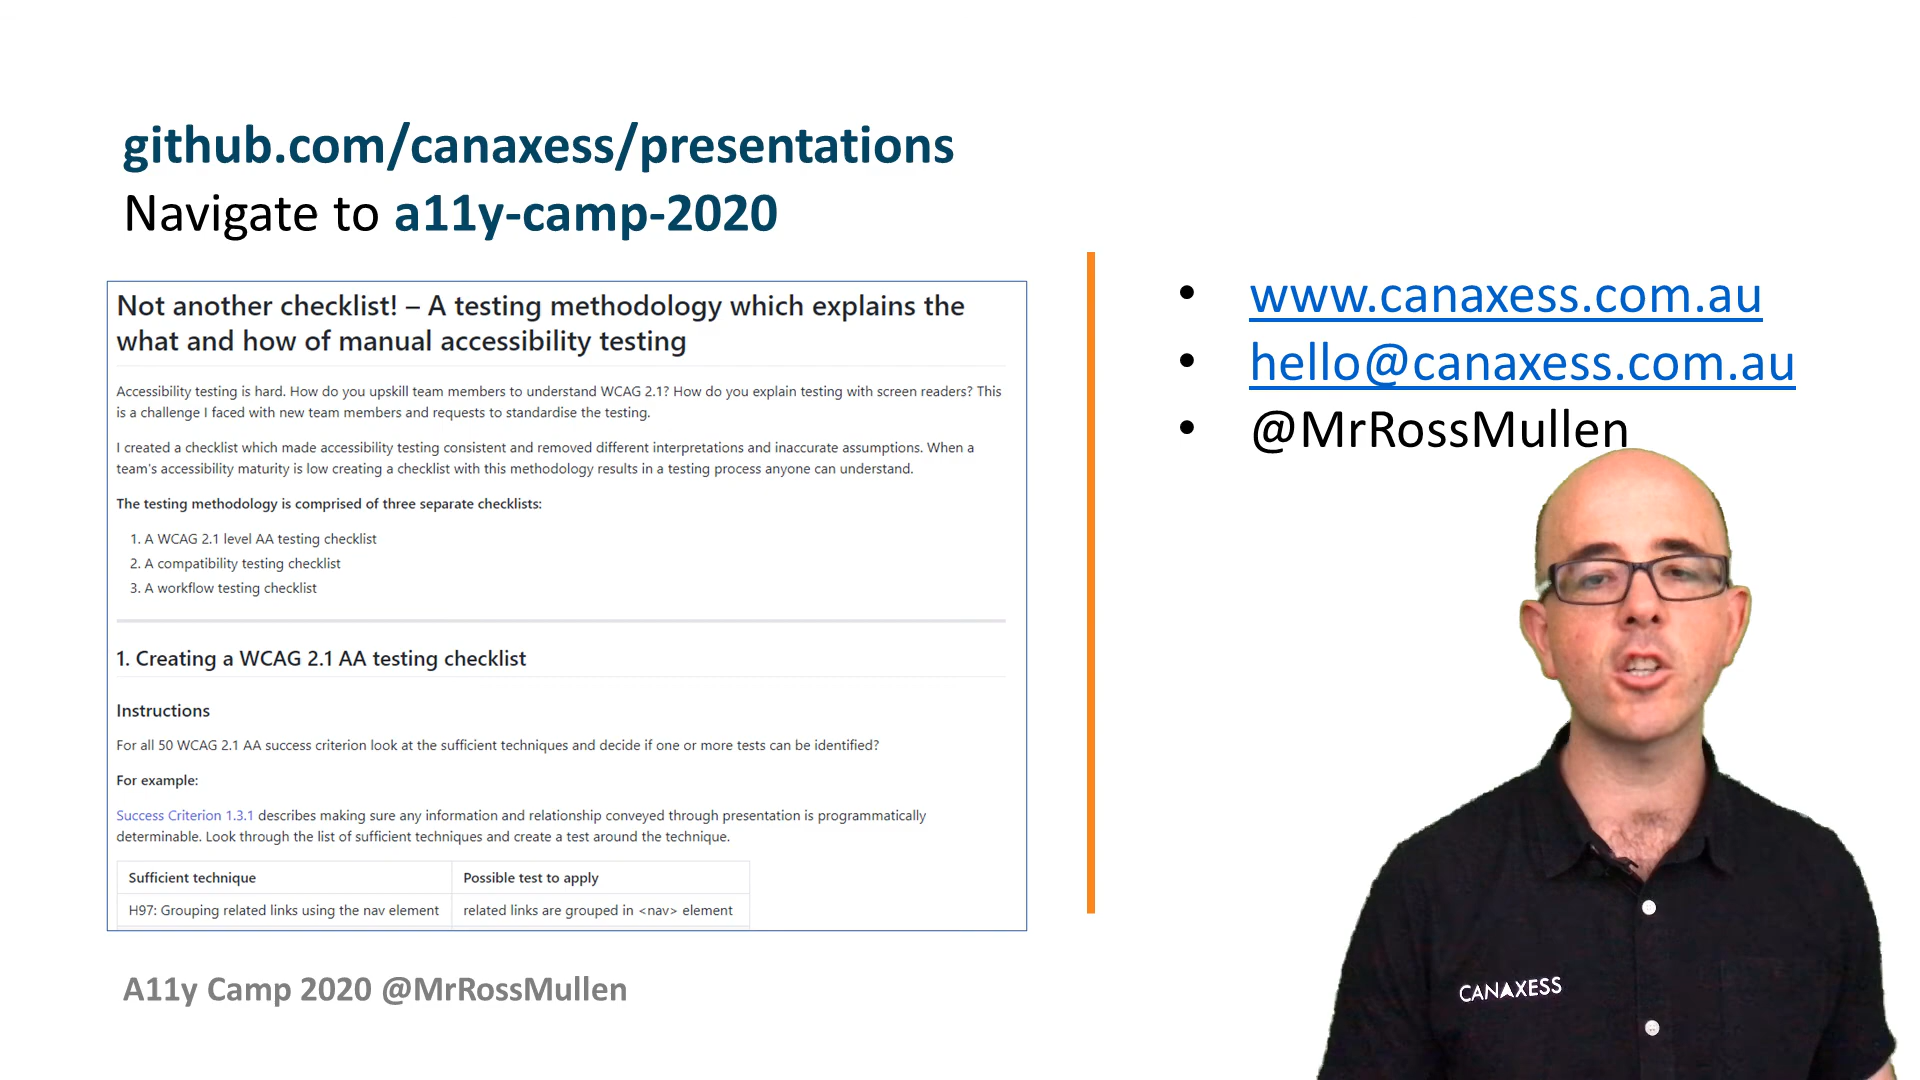 github.com/canaxess/presentations
Navigate to a11y-camp-2020
Not another checklist! – A testing methodology which explains the
what and how of manual accessibility testing
Accessibility testing is hard. How do you upskill team members to understand WCAG 2.1? How do you explain testing with screen readers? This
is a challenge I faced with new team members and requests to standardise the testing.
I created a checklist which made accessibility testing consistent and removed different interpretations and inaccurate assumptions. When a
team's accessibility maturity is low creating a checklist with this methodology results in a testing process anyone can understand.
The testing methodology is comprised of three separate checklists:
1. A WCAG 2.1 level AA testing checklist
2. A compatibility testing checklist
3. A workflow testing checklist
1. Creating a WCAG 2.1 AA testing checklist
Instructions
For all 50 WCAG 2.1 AA success criterion look at the sufficient techniques and decide if one or more tests can be identified?
For example:
Success Criterion 1.3.1 describes making sure any information and relationship conveyed through presentation is programmatically
determinable. Look through the list of sufficient techniques and create a test around the technique.
Sufficient technique Possible test to apply
H97: Grouping related links using the nav element related links are grouped in <nav> element
A11y Camp 2020 @MrRossMullen
• www.canaxess.com.au
• hello@canaxess.com.au
• @MrRossMullen
CANAXESS